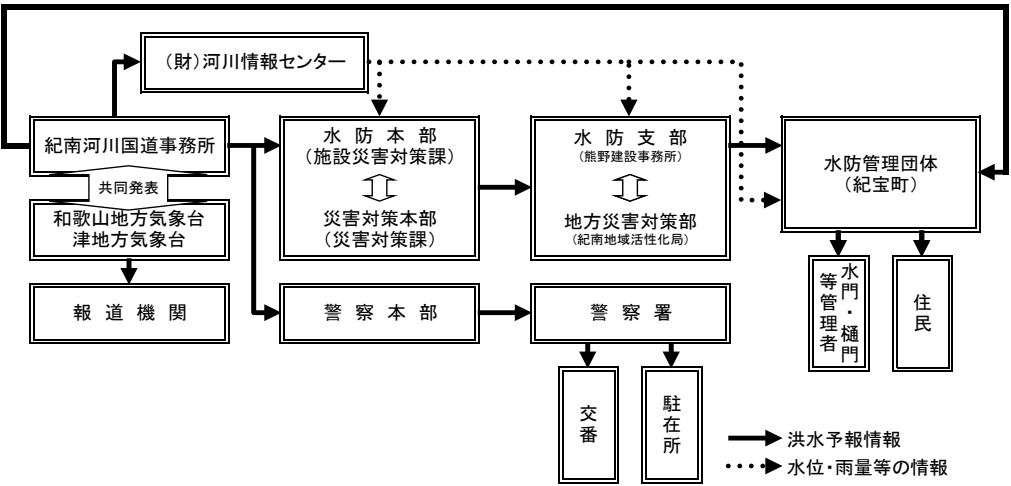 （財）河川情報センター
紀南河川国道事務所
共同発表
和歌山地方気象台
津地方気象台
報道機関
水防本部
（施設災害対策課）
災害対策本部
（災害対策課）
警察本部
水防支部
（熊野建設事務所）
地方災害対策部
（紀南地域活性化局）
警察署
交番
駐在所
水防管理団体
（紀宝町）
水門・樋門
等管理者
住民
洪水予報情報
水位・雨量等の情報